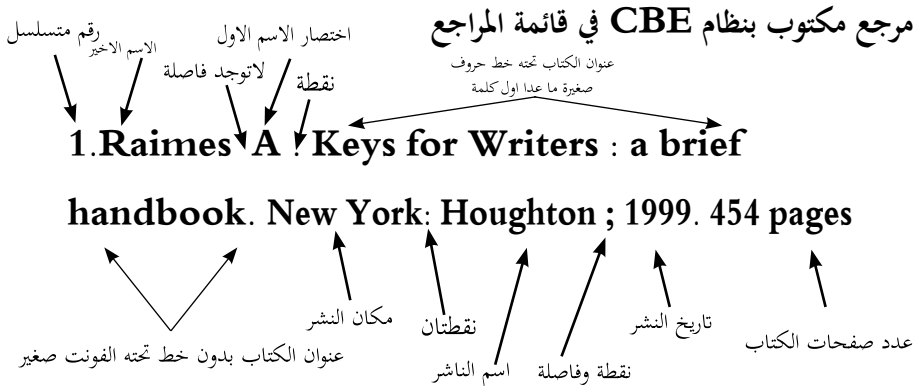 مرجع مكتوب بنظام CBE في قائمة المراجع
رقم متسلسل
الاسم الاخير
اختصار الاسم الاول
لاتوجد فاصلة
نقطة
عنوان الكتاب تحته خط حروف
صغيرة ما عدا اول كلمة
1.Raimes A . Keys for Writers : a brief
handbook. New York: Houghton ; 1999. 454 pages
عنوان الكتاب بدون خط تحته الفونت صغير
مكان النشر
نقطتان
اسم الناشر
نقطة وفاصلة
تاريخ النشر
عدد صفحات الكتاب